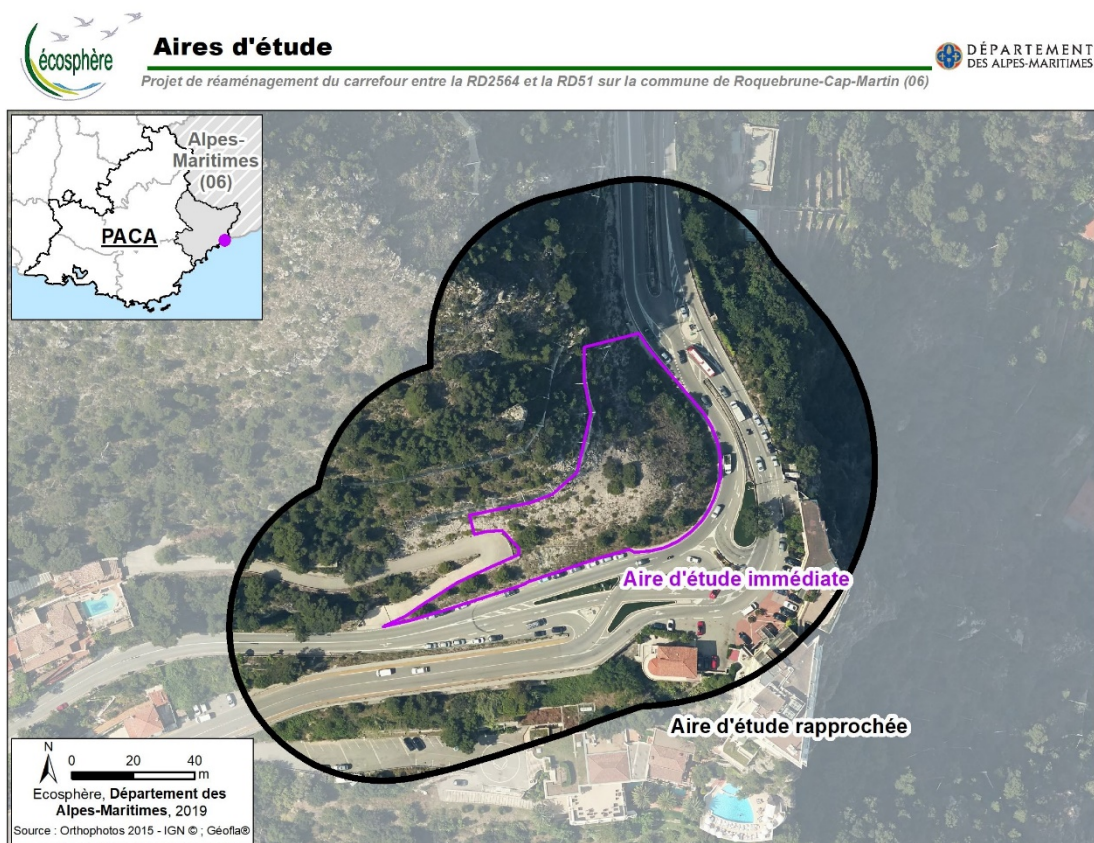 écosphère
Aires d'étude
Projet de réaménagement du carrefour entre la RD2564 et la RD51 sur la commune de Roquebrune-Cap-Martin (06)
DÉPARTEMENT
DES ALPES-MARITIMES
Alpes-
Maritimes
(06)
PACA
Aire d'étude immédiate
Aire d'étude rapprochée
N
0 20 40
m
Ecosphère, Département des
Alpes-Maritimes, 2019
Source : Orthophotos 2015 - IGN © ; Géofla®